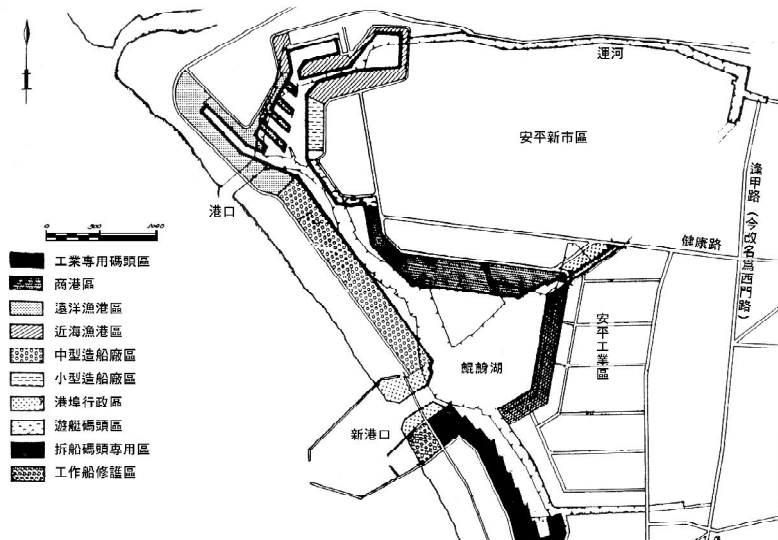 運河
安平新市區
逢甲路(今改名爲西門路)
港口
健康路
0 500 1000
工業專用碼頭區
商港區
遠洋漁港區
近海漁港區
中型造船廠區
小型造船廠區
港埠行政區
遊艇碼頭區
拆船碼頭專用區
工作船修護區
安平工業區
鯤鯓湖
新港口